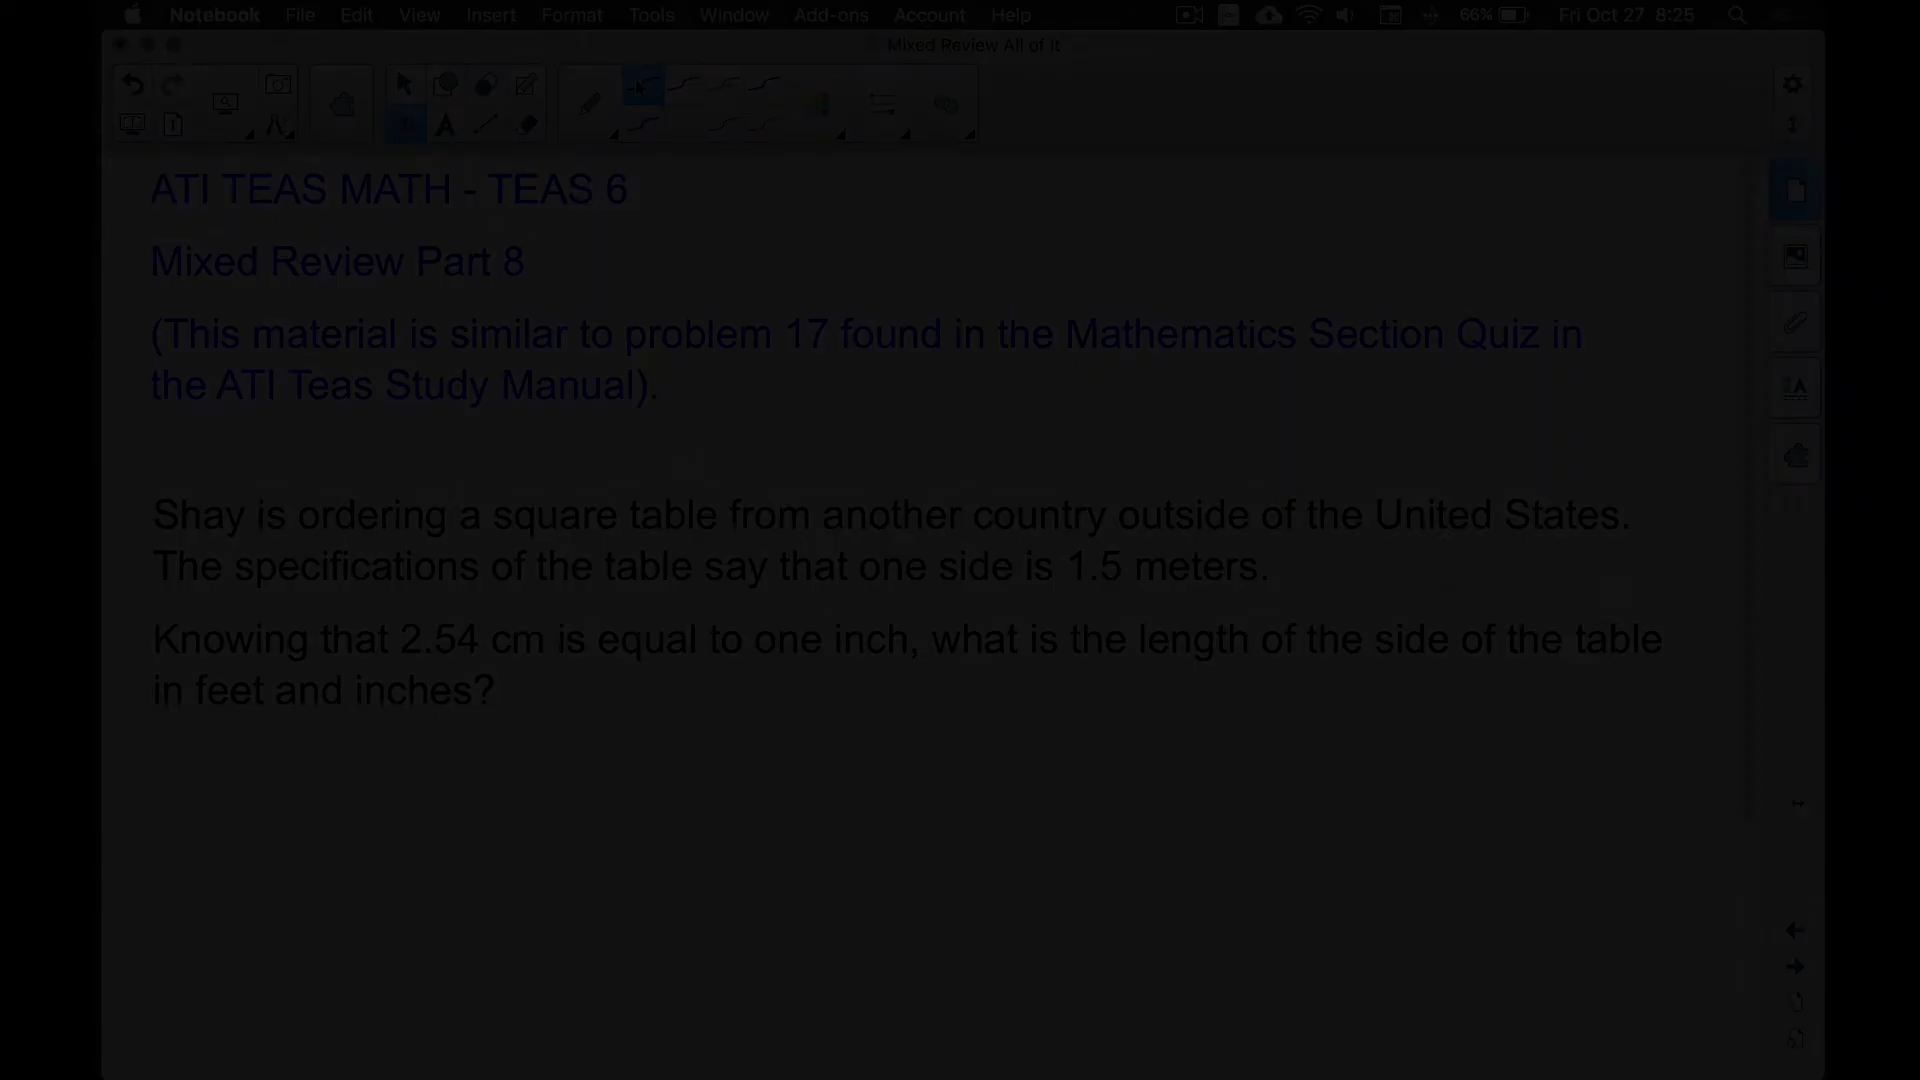 Notebook File Edit View Insert Format Tools Window Add-ons Account Help 66% Fri Oct 27 8:25
Mixed Review All of It
ATI TEAS MATH - TEAS 6
Mixed Review Part 8
(This material is similar to problem 17 found in the Mathematics Section Quiz in
the ATI Teas Study Manual).
Shay is ordering a square table from another country outside of the United States.
The specifications of the table say that one side is 1.5 meters.
Knowing that 2.54 cm is equal to one inch, what is the length of the side of the table
in feet and inches?